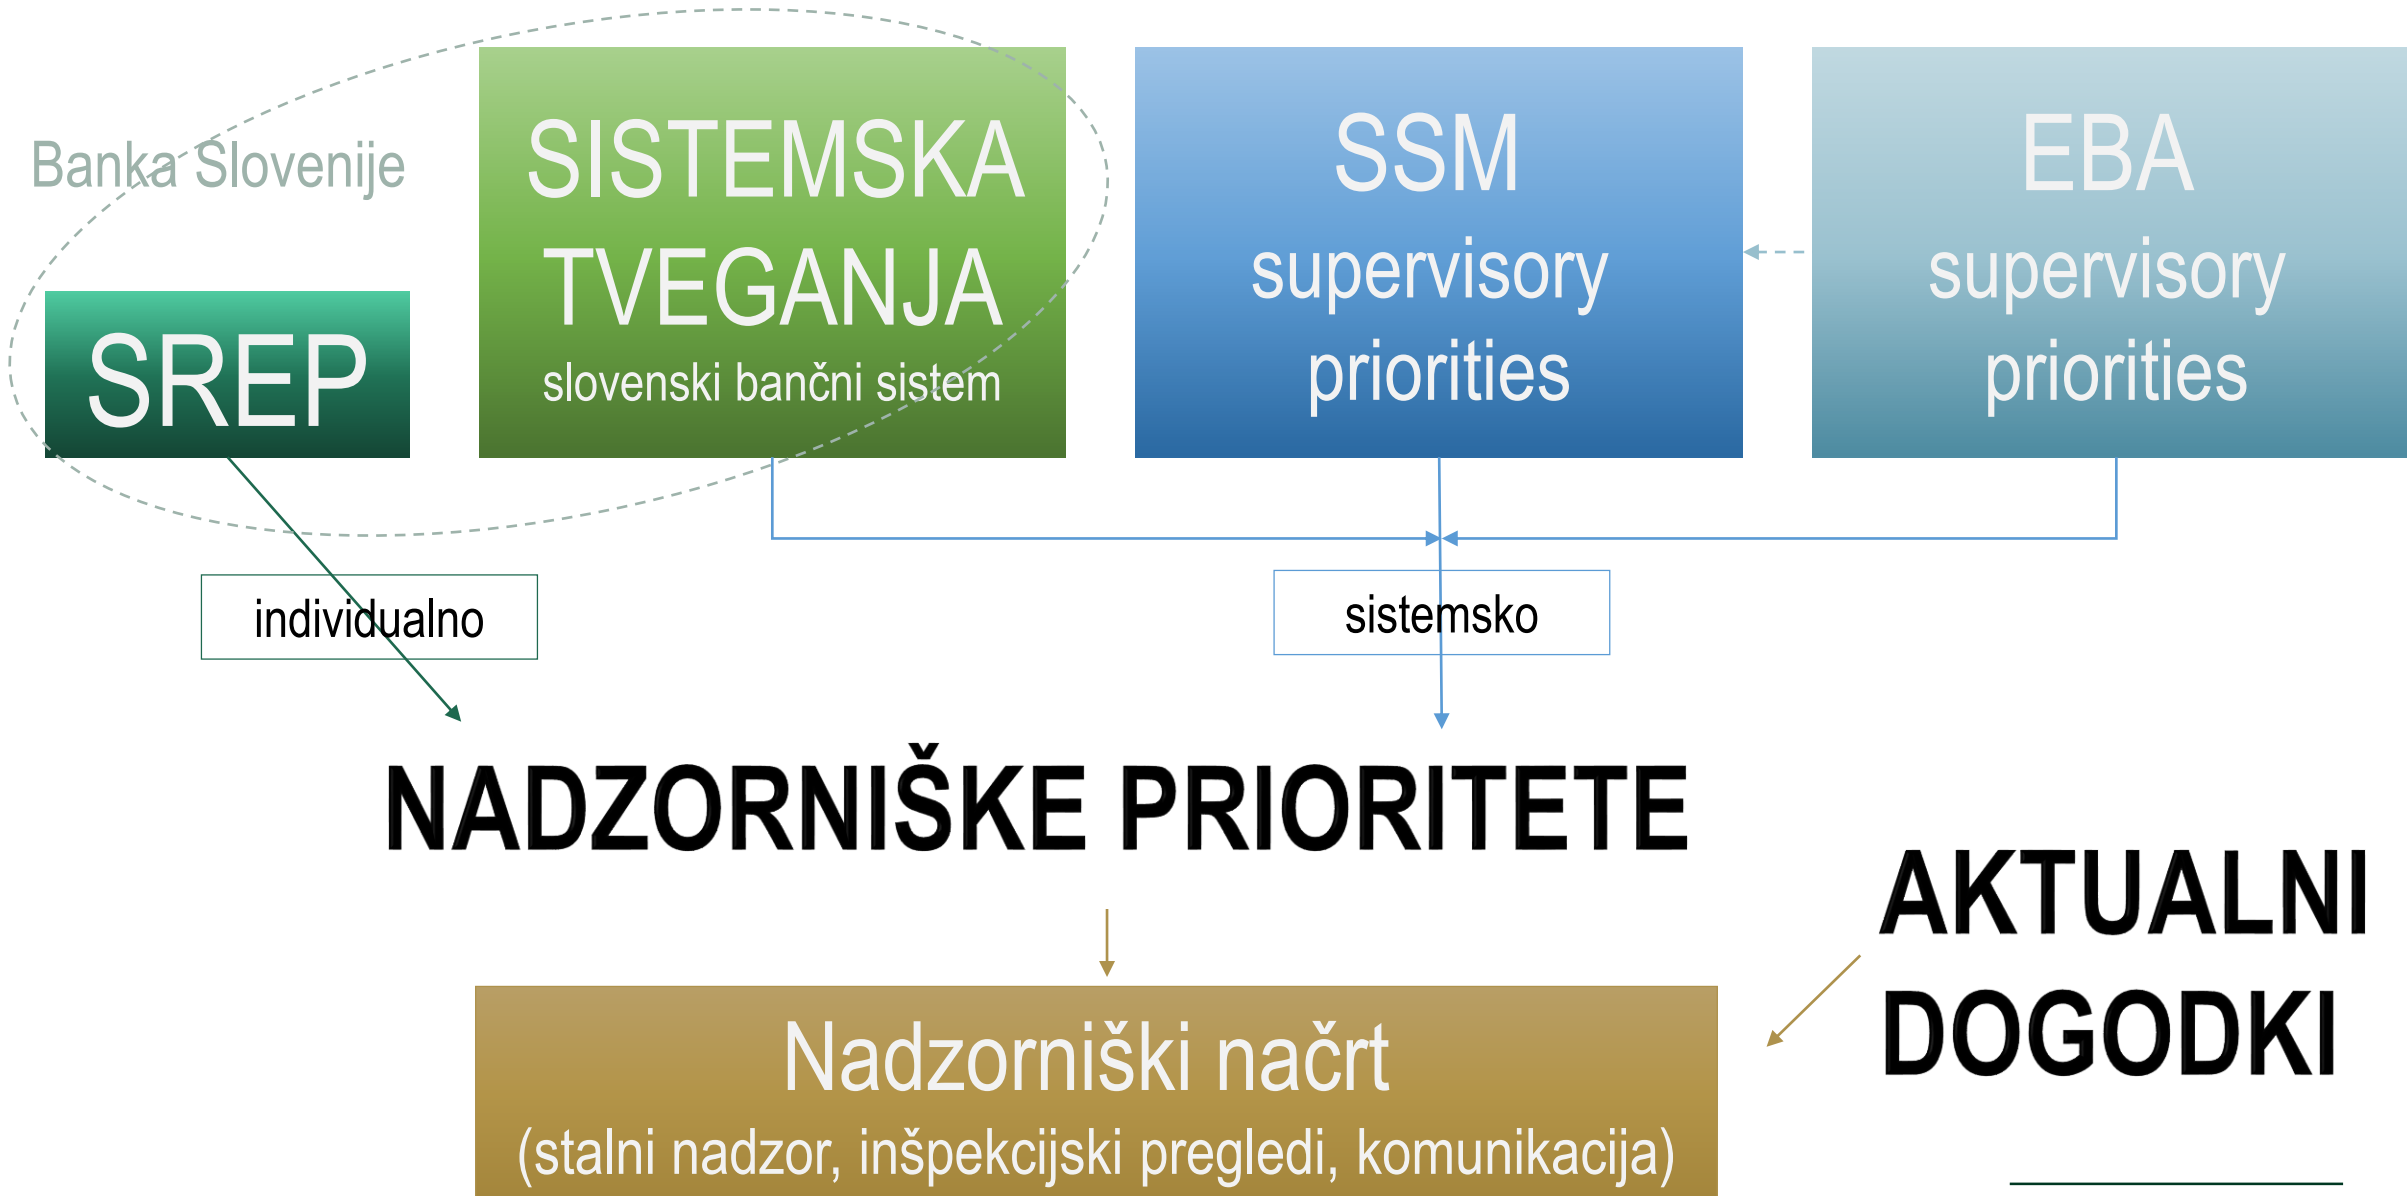 Banka Slovenije
SREP
SISTEMSKA
TVEGANJA
slovenski bančni sistem
SSM
supervisory
priorities
EBA
supervisory
priorities
individualno
sistemsko
NADZORNIŠKE PRIORITETE
AKTUALNI
DOGODKI
Nadzorniški načrt
(stalni nadzor, inšpekcijski pregledi, komunikacija)